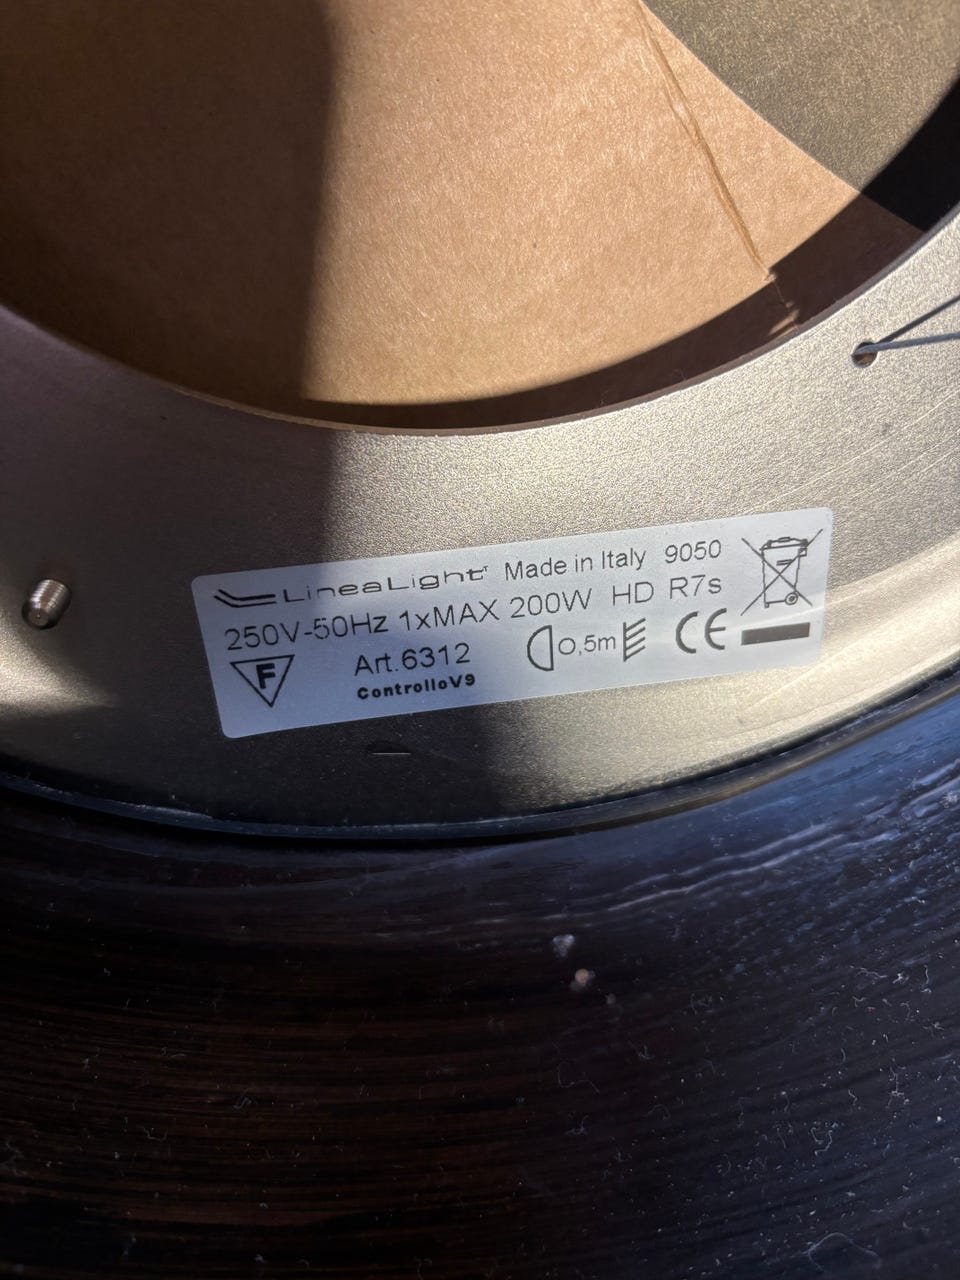 LineaLight Made in Italy 9050
250V-50Hz 1xMAX 200W HD R7s
F Art.6312 0,5m CE
ControlloV9